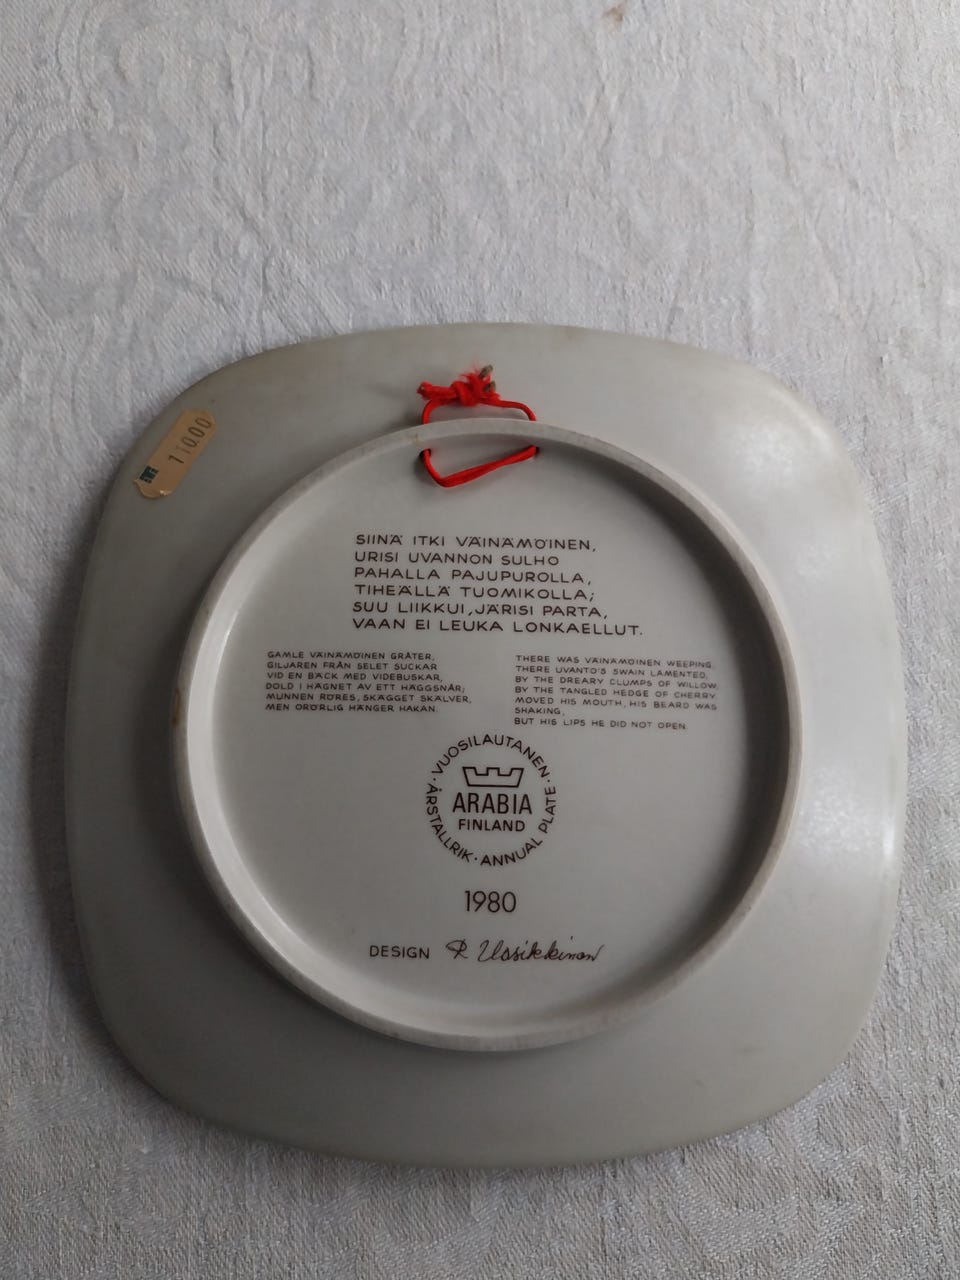 110.00
SIINÄ ITKI VÄINÄMÖINEN,
URISI UVANNON SULHO
PAHALLA PAJUPUROLLA,
TIHEÄLLÄ TUOMIKOLLA;
SUU LIIKKUI, JÄRISI PARTA,
VAAN EI LEUKA LONKAELLUT.
GAMLE VÄINÄMÖINEN GRÅTER,
GILJAREN FRÅN SELET SUCKAR
VID EN BÄCK MED VIDEBUSKAR,
DOLD I HÄGNET AV ETT HÄGGSNÅR;
MUNNEN RÖRES, SKÄGGET SKÄLVER,
MEN ORÖRLIG HÄNGER HAKAN.
THERE WAS VÄINÄMÖINEN WEEPING,
THERE UVANTO'S SWAIN LAMENTED,
BY THE DREARY CLUMPS OF WILLOW,
BY THE TANGLED HEDGE OF CHERRY
MOVED HIS MOUTH, HIS BEARD WAS
SHAKING,
BUT HIS LIPS HE DID NOT OPEN.
VUOSILAUTANEN · ANNUAL PLATE · ÅRSTALLRIK ·
ARABIA
FINLAND
1980
DESIGN R. Uosikkinen